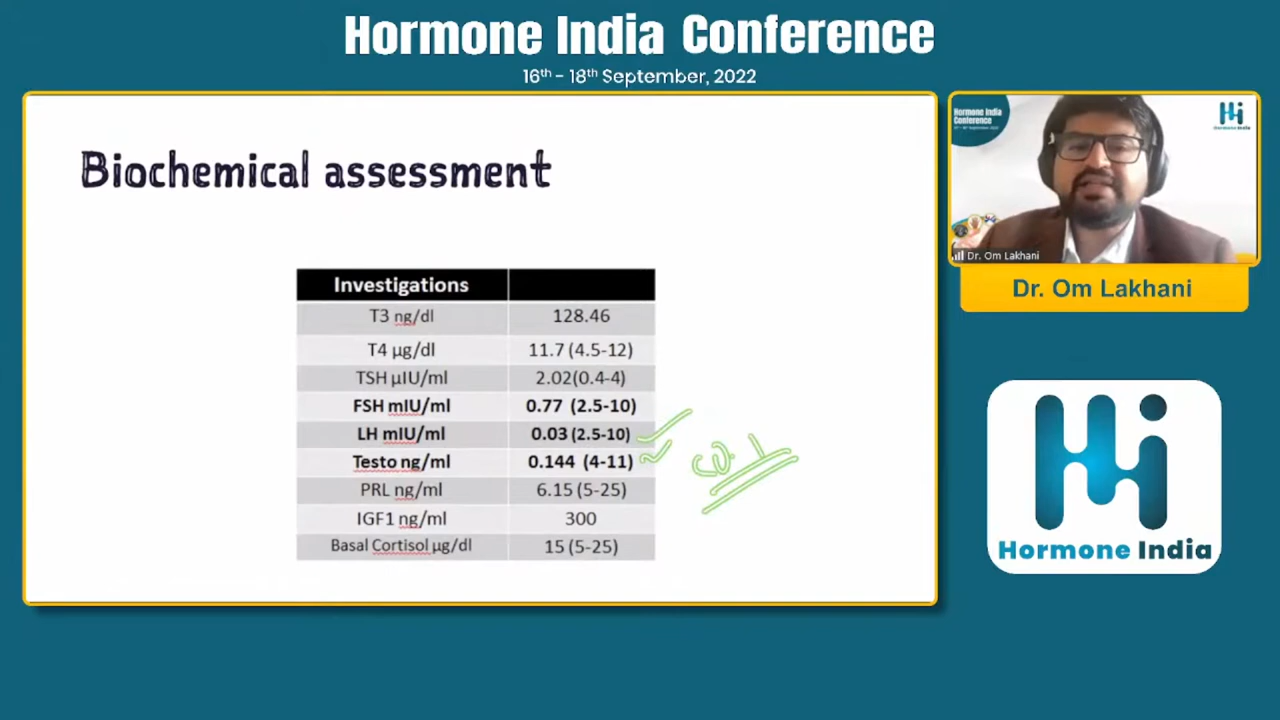 Hormone India Conference
16th - 18th September, 2022
Biochemical assessment
Investigations
T3 ng/dl 128.46
T4 µg/dl 11.7 (4.5-12)
TSH µIU/ml 2.02(0.4-4)
FSH mIU/ml 0.77 (2.5-10)
LH mIU/ml 0.03 (2.5-10)
Testo ng/ml 0.144 (4-11)
PRL ng/ml 6.15 (5-25)
IGF1 ng/ml 300
Basal Cortisol µg/dl 15 (5-25)
Hormone India
Conference
Hormone India
Dr. Om Lakhani
Dr. Om Lakhani
Hormone India